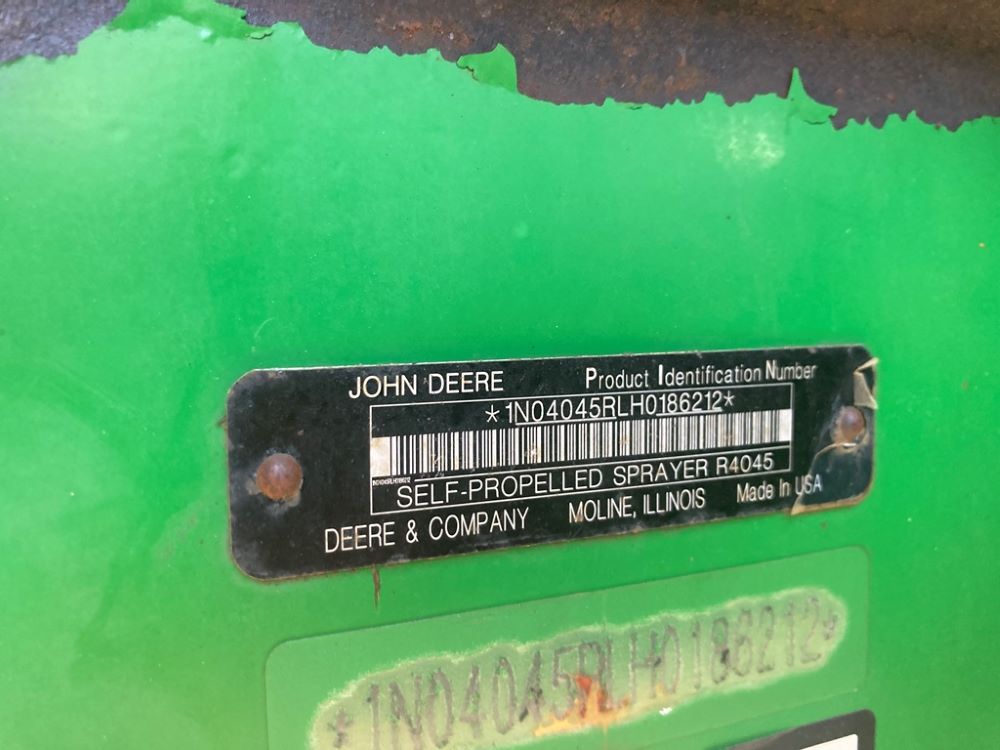 JOHN DEERE Product Identification Number
*1N04045RLH0186212*
SELF-PROPELLED SPRAYER R4045
DEERE & COMPANY MOLINE, ILLINOIS Made In USA
*1N04045RLH0186212*